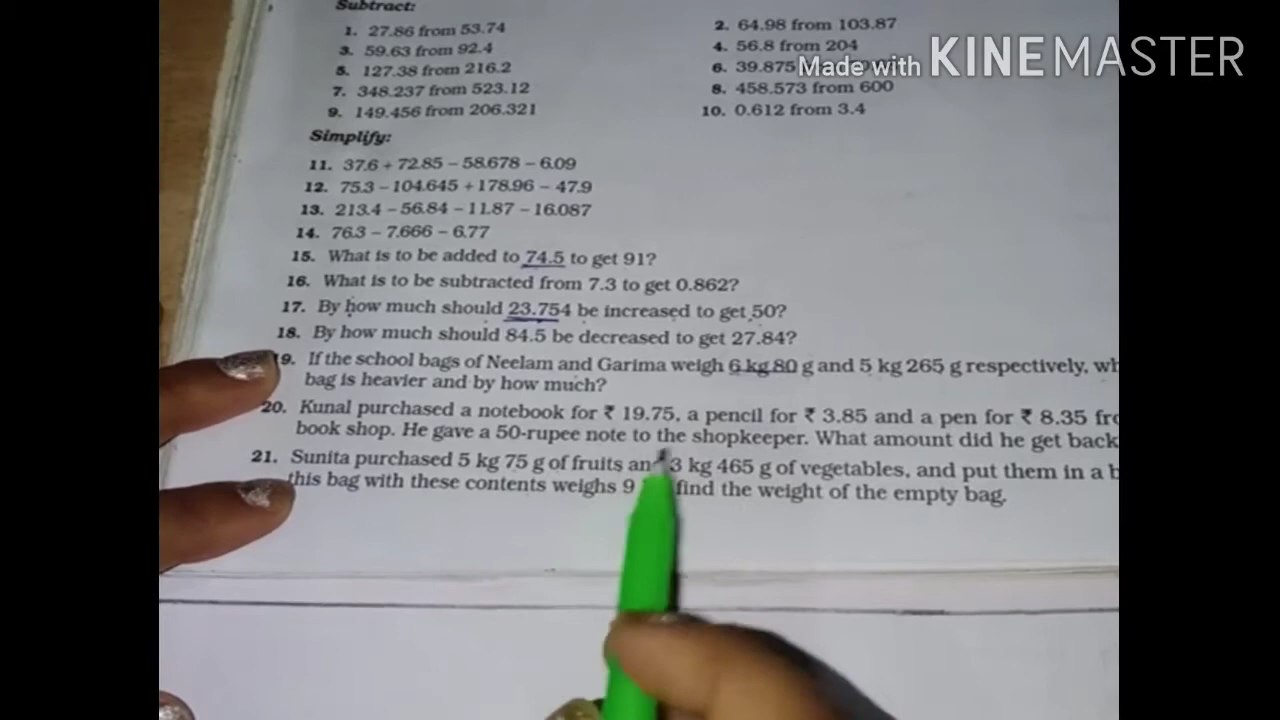 Subtract:
1. 27.86 from 53.74
2. 64.98 from 103.87
3. 59.63 from 92.4
4. 56.8 from 204
5. 127.38 from 216.2
6. 39.875
Made with KINEMASTER
7. 348.237 from 523.12
8. 458.573 from 600
9. 149.456 from 206.321
10. 0.612 from 3.4
Simplify:
11. 37.6 + 72.85 – 58.678 – 6.09
12. 75.3 – 104.645 + 178.96 – 47.9
13. 213.4 – 56.84 – 11.87 – 16.087
14. 76.3 – 7.666 – 6.77
15. What is to be added to 74.5 to get 91?
16. What is to be subtracted from 7.3 to get 0.862?
17. By how much should 23.754 be increased to get 50?
18. By how much should 84.5 be decreased to get 27.84?
19. If the school bags of Neelam and Garima weigh 6 kg 80 g and 5 kg 265 g respectively,
bag is heavier and by how much?
20. Kunal purchased a notebook for ₹ 19.75, a pencil for ₹ 3.85 and a pen for ₹ 8.35
book shop. He gave a 50-rupee note to the shopkeeper. What amount did he get back
21. Sunita purchased 5 kg 75 g of fruits and 3 kg 465 g of vegetables, and put them in a
this bag with these contents weighs 9 find the weight of the empty bag.